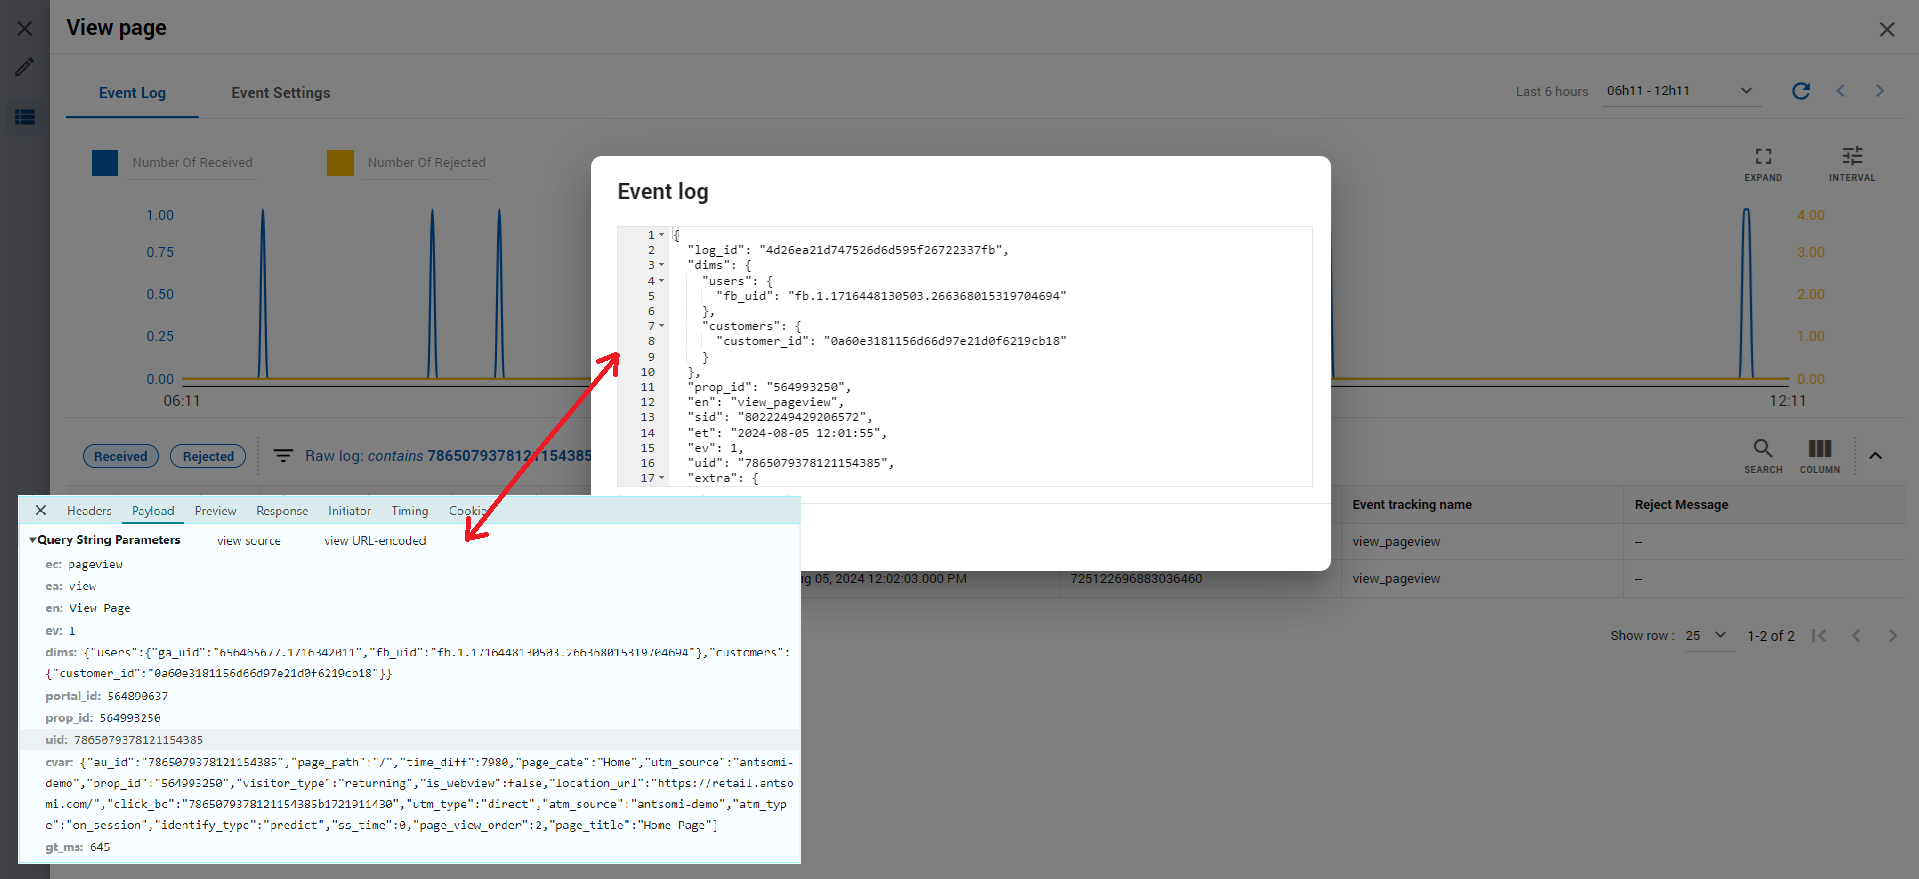 View page
Event Log
Event Settings
Last 6 hours
06h11 - 12h11
Number Of Received
Number Of Rejected
EXPAND
INTERVAL
1.00
0.75
0.50
0.25
0.00
06:11
4.00
3.00
2.00
1.00
0.00
12:11
Event log
1 {
2 "log_id": "4d26ea21d747526d6d595f26722337fb",
3 "dims": {
4 "users": {
5 "fb_uid": "fb.1.1716448130503.266368015319704694"
6 },
7 "customers": {
8 "customer_id": "0a60e3181156d66d97e21d0f6219cb18"
9 }
10 },
11 "prop_id": "564993250",
12 "en": "view_pageview",
13 "sid": "8022249429206572",
14 "et": "2024-08-05 12:01:55",
15 "ev": 1,
16 "uid": "7865079378121154385",
17 "extra": {
Received
Rejected
Raw log: contains 7865079378121154385
SEARCH
COLUMN
Event tracking name
Reject Message
view_pageview
--
ug 05, 2024 12:02:03.000 PM
725122696883036460
view_pageview
--
Show row :
25
1-2 of 2
Headers
Payload
Preview
Response
Initiator
Timing
Cookie
Query String Parameters
view source
view URL-encoded
ec: pageview
ea: view
en: View Page
ev: 1
dims: {"users":{"ga_uid":"656465677.1716342011","fb_uid":"fb.1.1716448130503.266368015319704694"},"customers":
{"customer_id":"0a60e3181156d66d97e21d0f6219cb18"}}
portal_id: 564890637
prop_id: 564993250
uid: 7865079378121154385
cvar: {"au_id":"7865079378121154385","page_path":"/","time_diff":7980,"page_cate":"Home","utm_source":"antsomi-
demo","prop_id":"564993250","visitor_type":"returning","is_webview":false,"location_url":"https://retail.antso
mi.com/","click_bc":"7865079378121154385b1721911430","utm_type":"direct","atm_source":"antsomi-demo","atm_typ
e":"on_session","identify_type":"predict","ss_time":0,"page_view_order":2,"page_title":"Home Page"]
gt_ms: 645